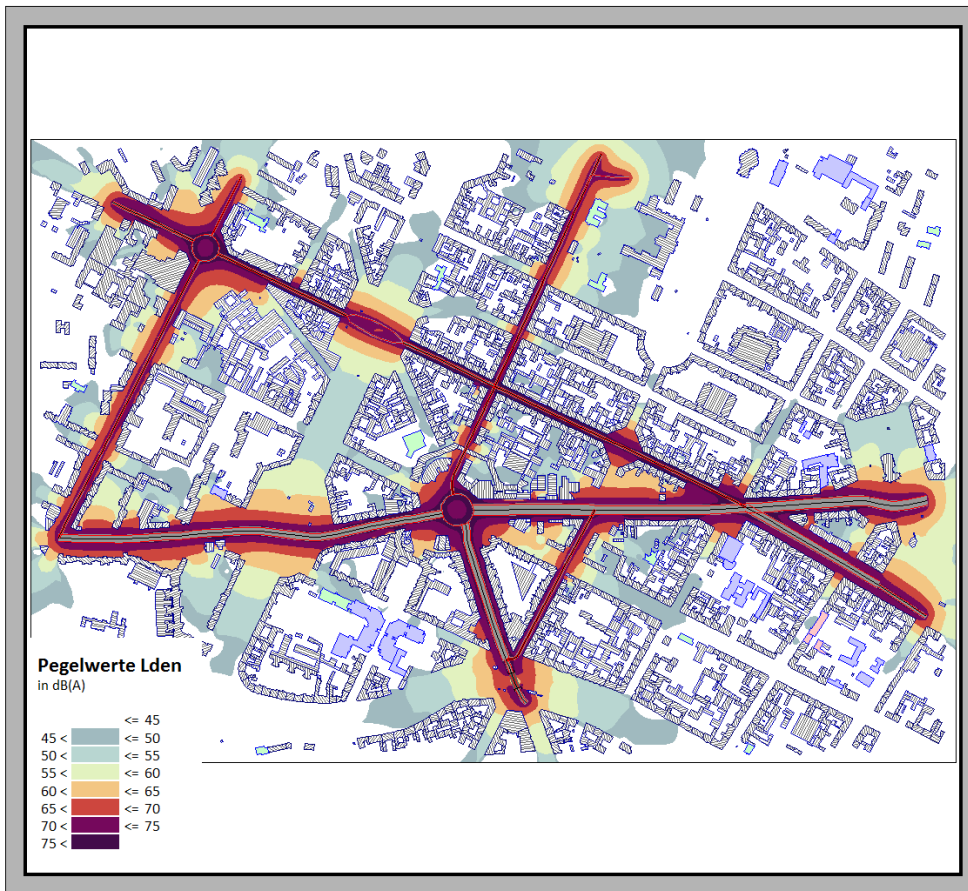 Pegelwerte Lden
in dB(A)
<= 45
45 < <= 50
50 < <= 55
55 < <= 60
60 < <= 65
65 < <= 70
70 < <= 75
75 <